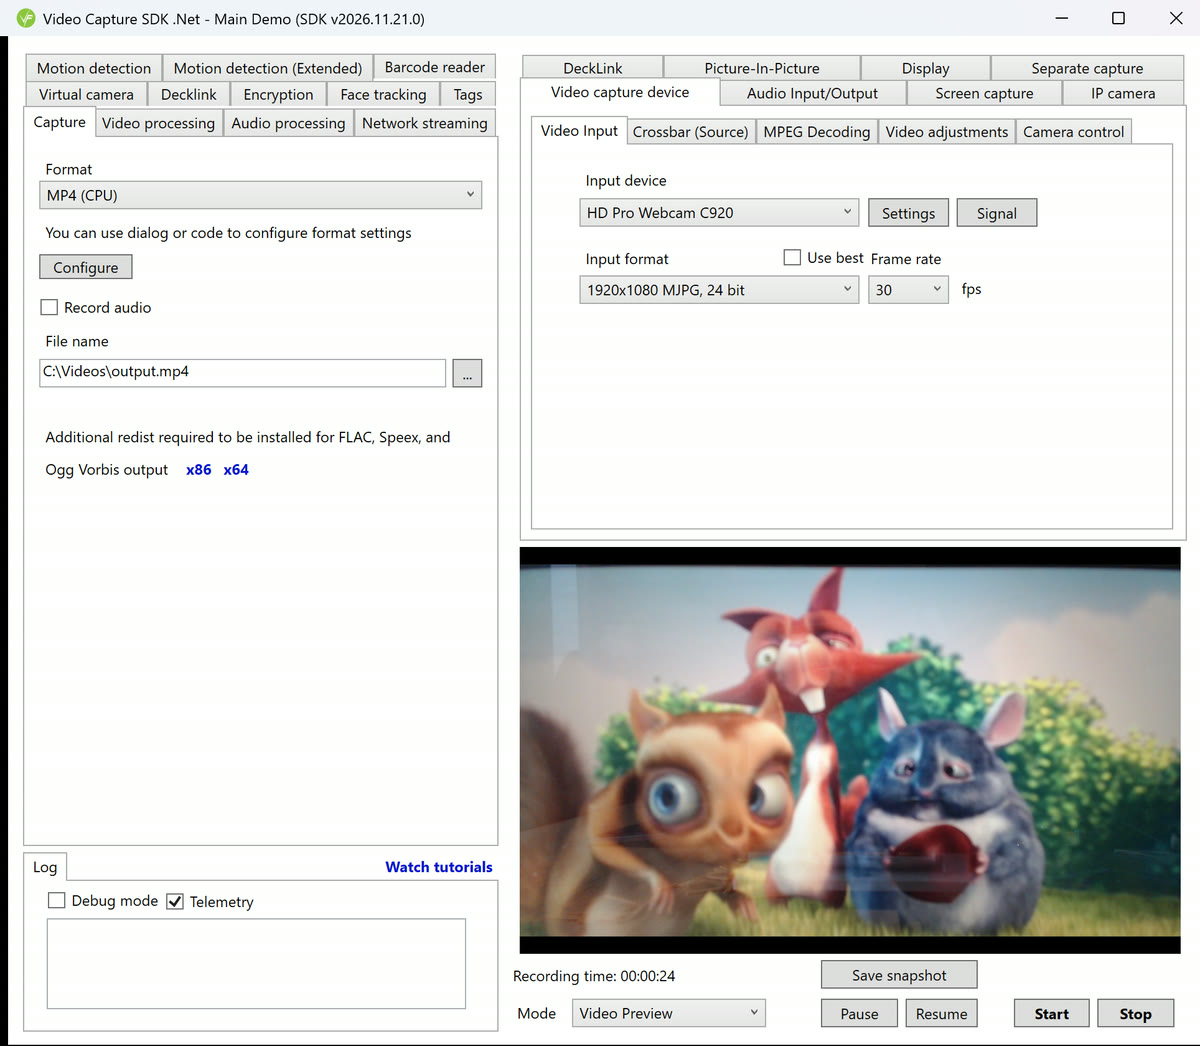 Video Capture SDK .Net - Main Demo (SDK v2026.11.21.0)
Motion detection
Motion detection (Extended)
Barcode reader
Virtual camera
Decklink
Encryption
Face tracking
Tags
Capture
Video processing
Audio processing
Network streaming
Format
MP4 (CPU)
You can use dialog or code to configure format settings
Configure
Record audio
File name
C:\Videos\output.mp4
...
Additional redist required to be installed for FLAC, Speex, and
Ogg Vorbis output x86 x64
Log
Watch tutorials
Debug mode
Telemetry
DeckLink
Picture-In-Picture
Display
Separate capture
Video capture device
Audio Input/Output
Screen capture
IP camera
Video Input
Crossbar (Source)
MPEG Decoding
Video adjustments
Camera control
Input device
HD Pro Webcam C920
Settings
Signal
Input format
Use best
Frame rate
1920x1080 MJPG, 24 bit
30
fps
Recording time: 00:00:24
Save snapshot
Mode
Video Preview
Pause
Resume
Start
Stop